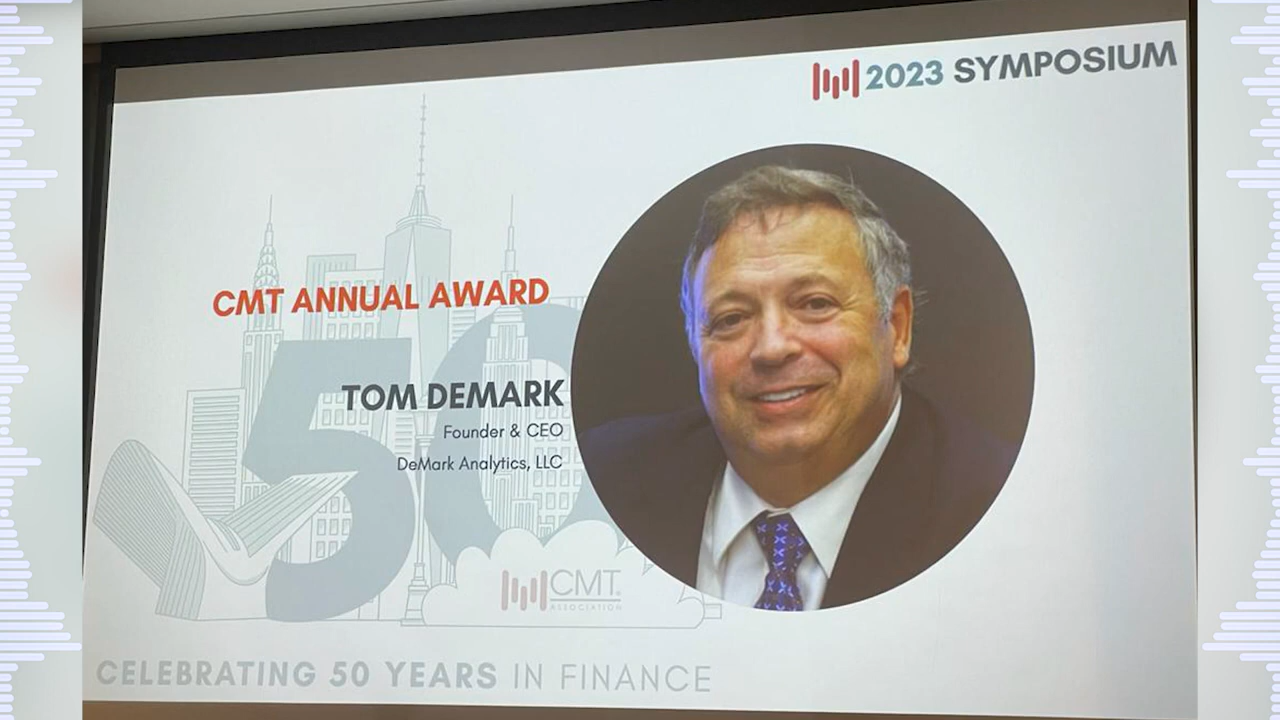 2023 SYMPOSIUM
CMT ANNUAL AWARD
50
TOM DEMARK
Founder & CEO
DeMark Analytics, LLC
CMT®
ASSOCIATION
CELEBRATING 50 YEARS IN FINANCE